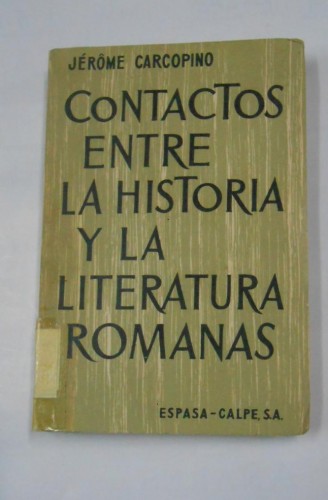 JÉRÔME CARCOPINO
CONTACTOS
ENTRE
LA HISTORIA
Y LA
LITERATURA
ROMANAS
ESPASA-CALPE, S.A.